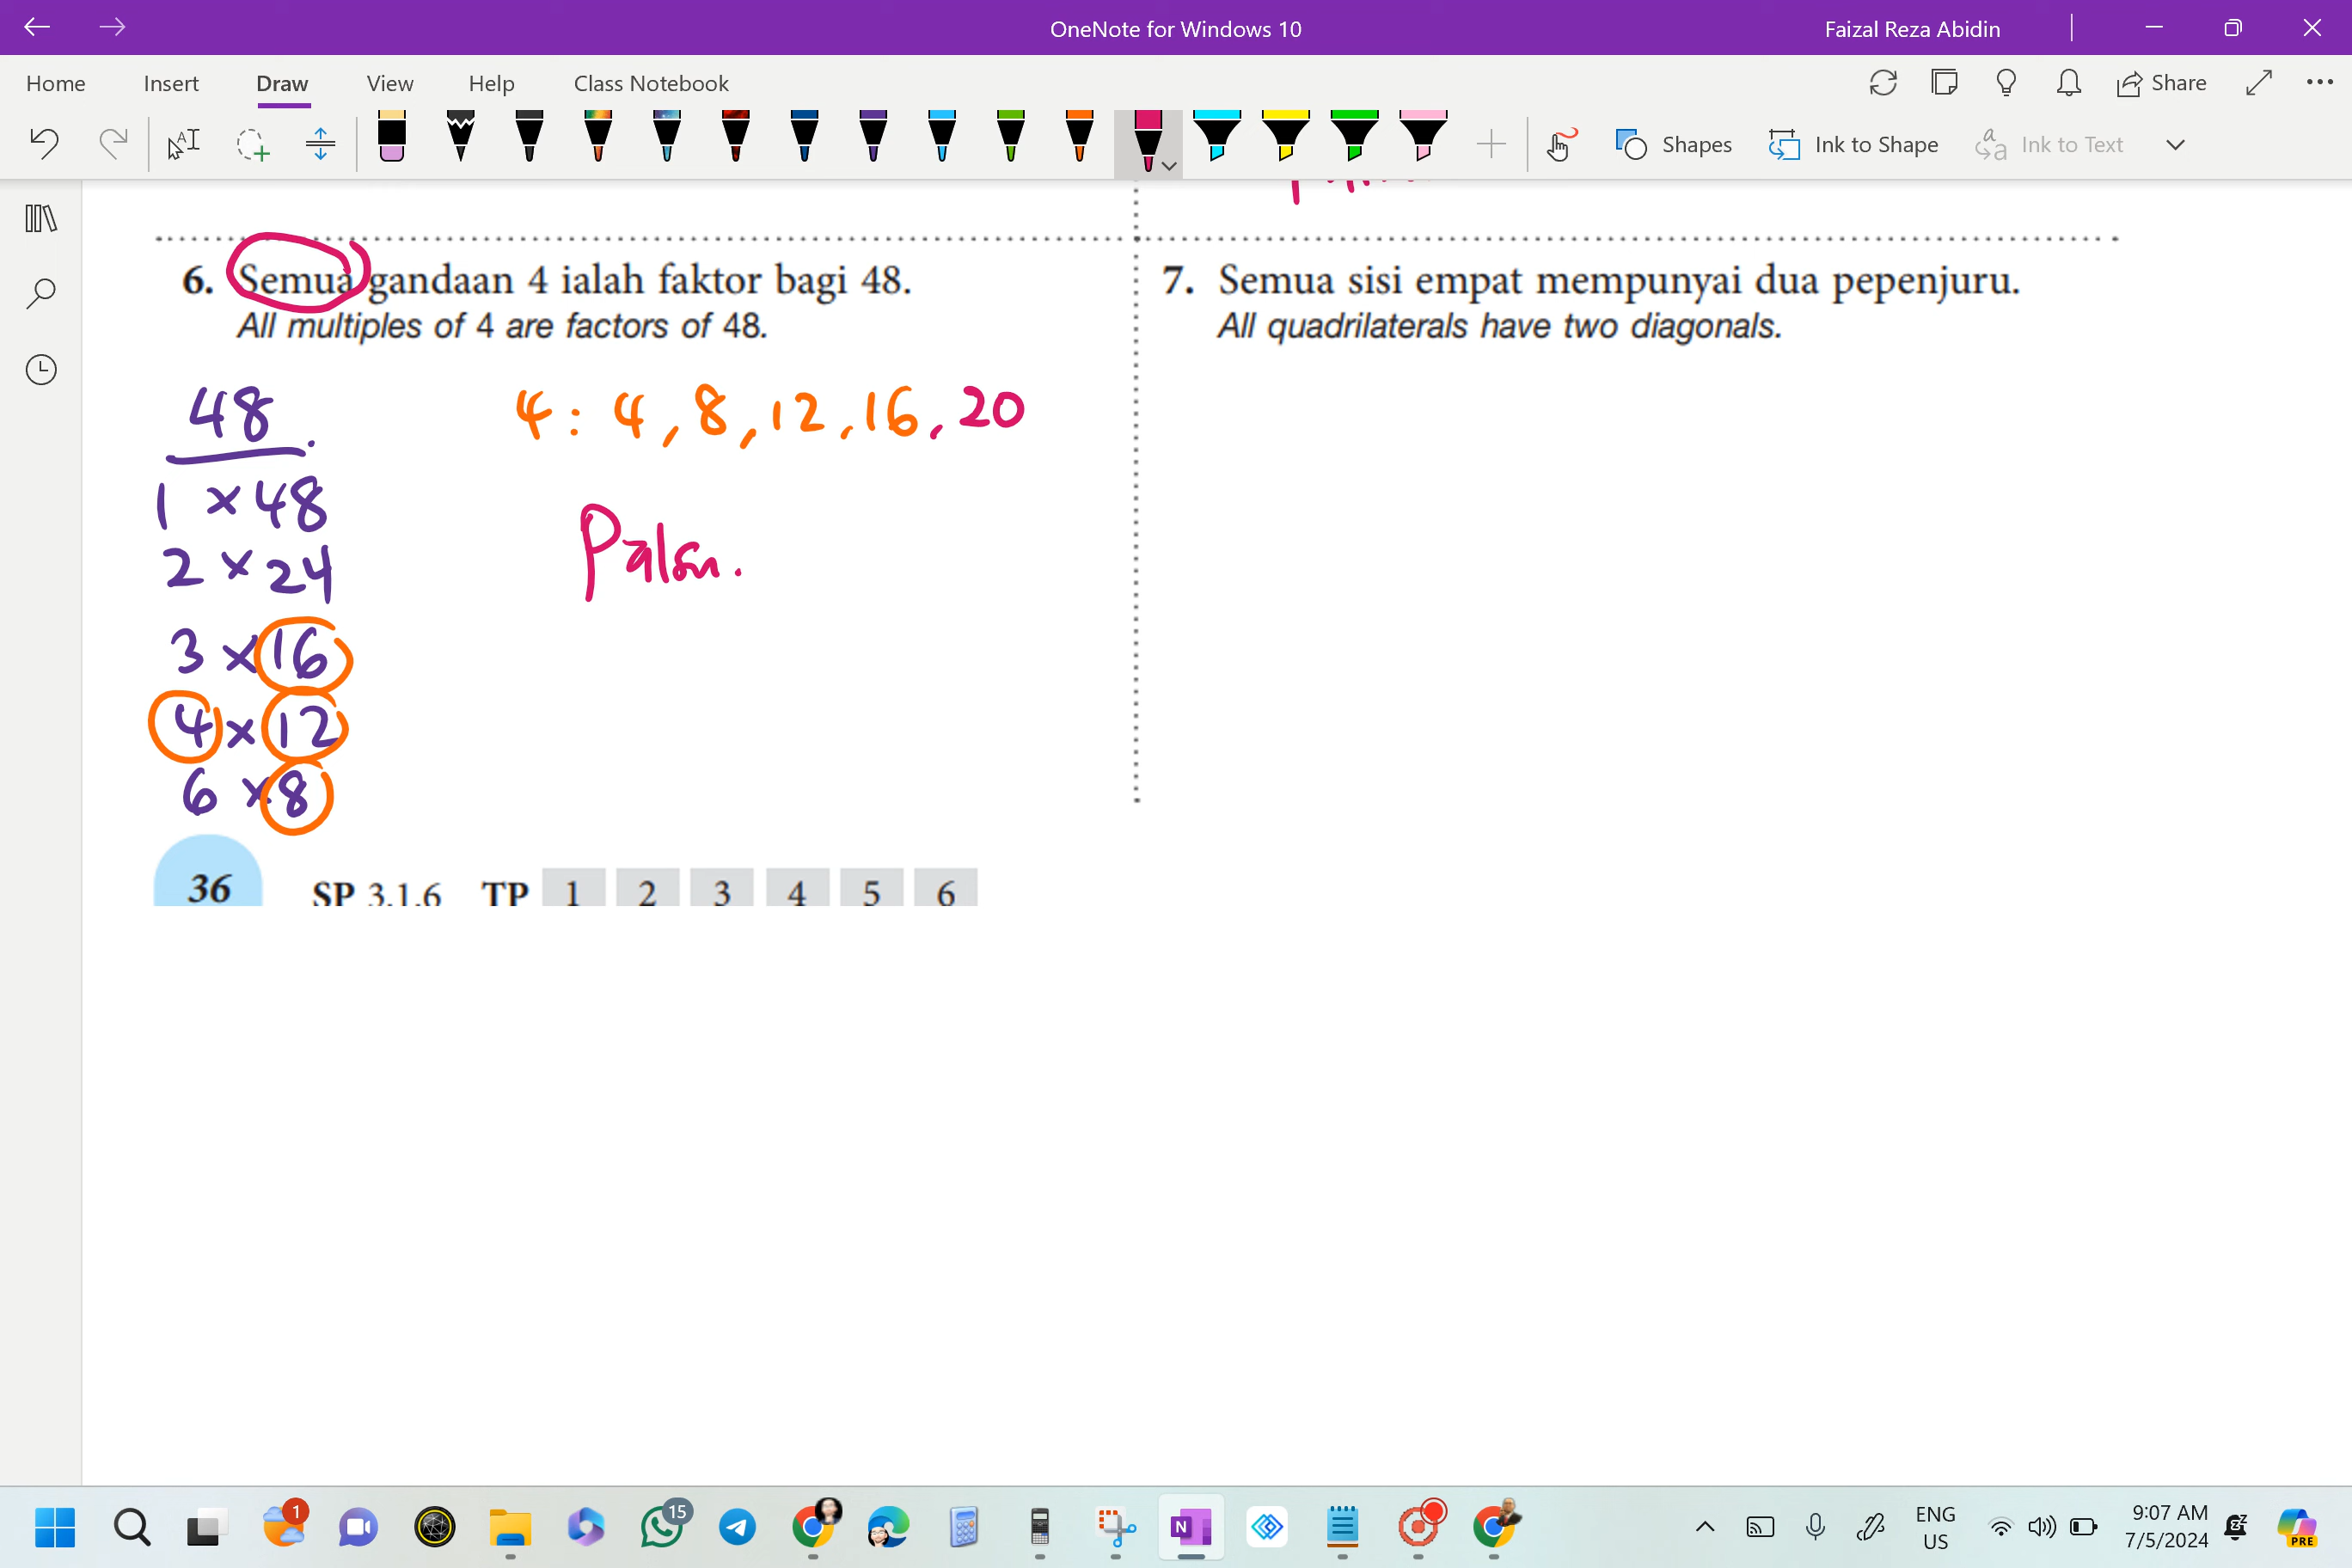 OneNote for Windows 10
Faizal Reza Abidin
Home Insert Draw View Help Class Notebook
Share
Shapes Ink to Shape Ink to Text
6. Semua gandaan 4 ialah faktor bagi 48.
All multiples of 4 are factors of 48.
7. Semua sisi empat mempunyai dua pepenjuru.
All quadrilaterals have two diagonals.
48
4 : 4 , 8 , 12 , 16 , 20
1 × 48
2 × 24
Palsu.
3 × 16
4 × 12
6 × 8
36 SP 3.1.6 TP 1 2 3 4 5 6
1
15
N
PRE
ENG
US
9:07 AM
7/5/2024